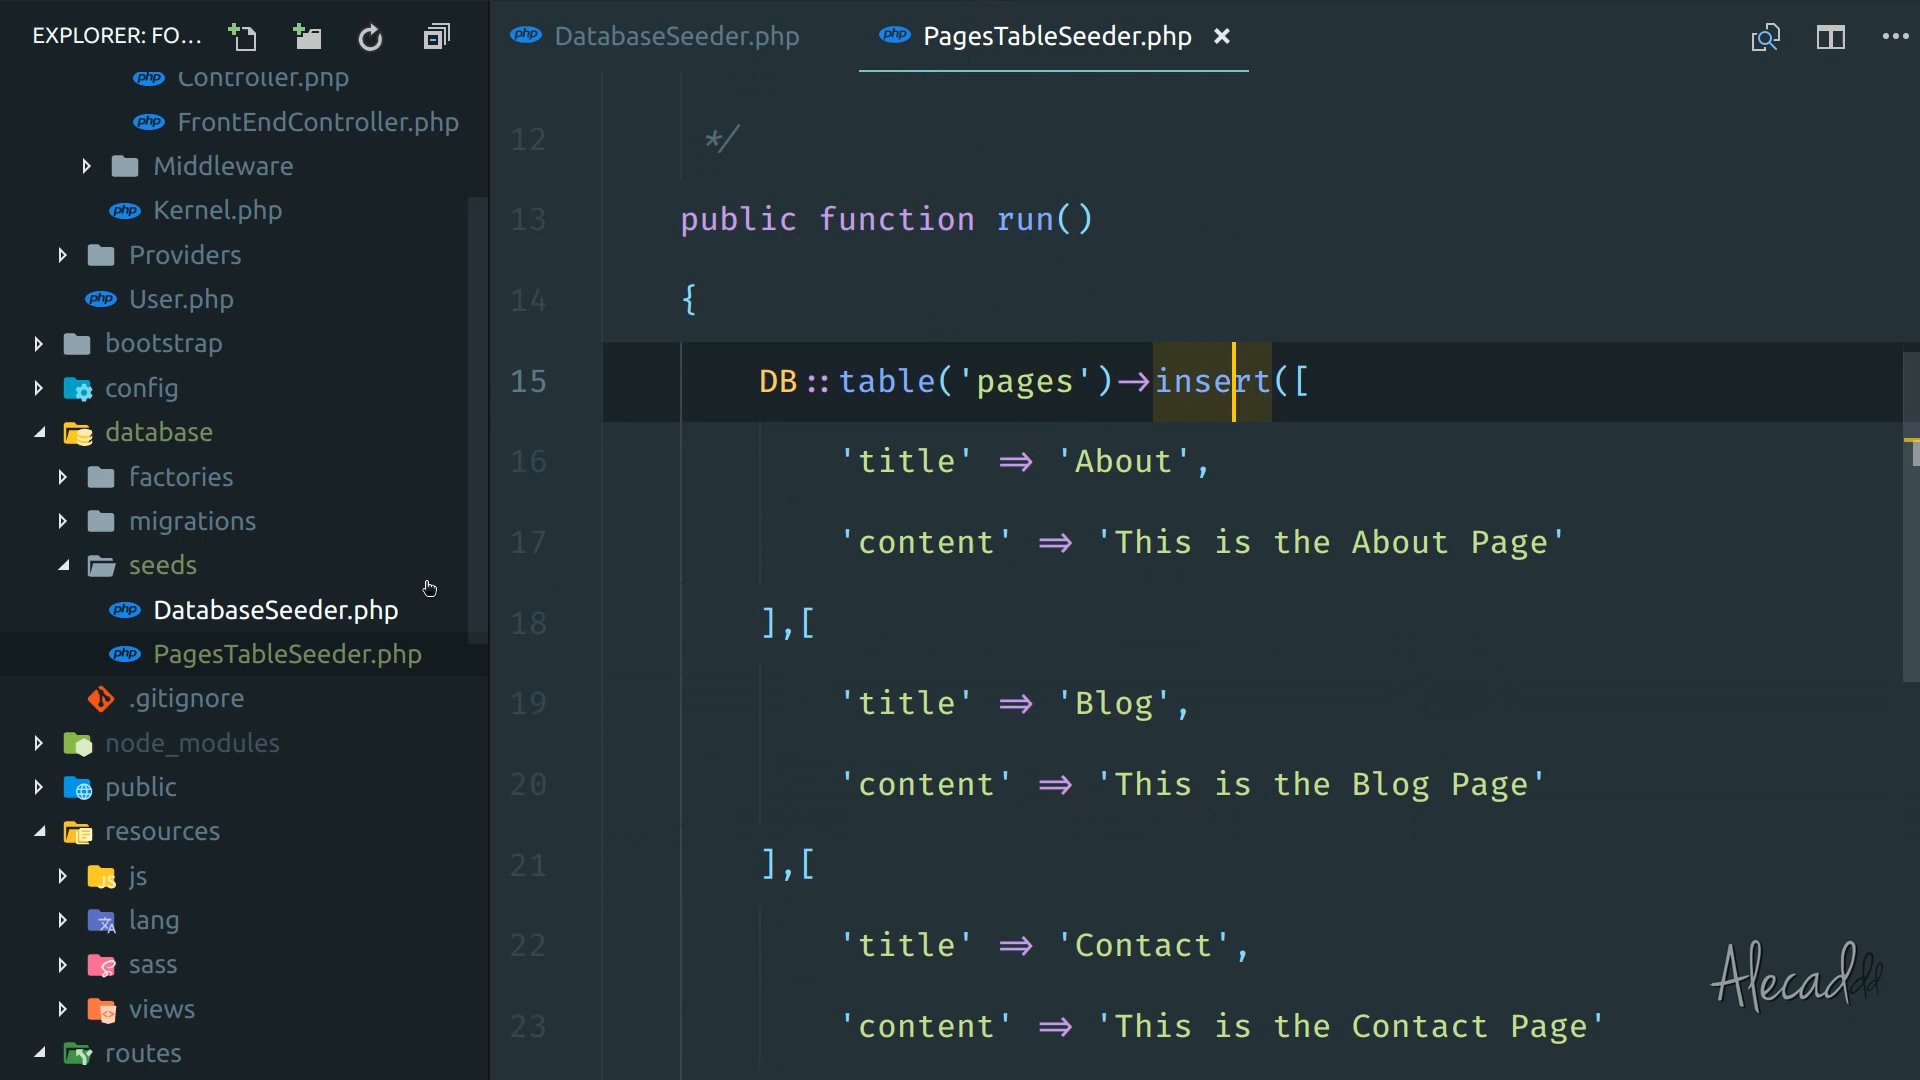 EXPLORER: FO...
Controller.php
FrontEndController.php
Middleware
Kernel.php
Providers
User.php
bootstrap
config
database
factories
migrations
seeds
DatabaseSeeder.php
PagesTableSeeder.php
.gitignore
node_modules
public
resources
js
lang
sass
views
routes
DatabaseSeeder.php
PagesTableSeeder.php
12 */
13 public function run()
14 {
15 DB::table('pages')->insert([
16 'title' => 'About',
17 'content' => 'This is the About Page'
18 ],[
19 'title' => 'Blog',
20 'content' => 'This is the Blog Page'
21 ],[
22 'title' => 'Contact',
23 'content' => 'This is the Contact Page'
Alecaddd